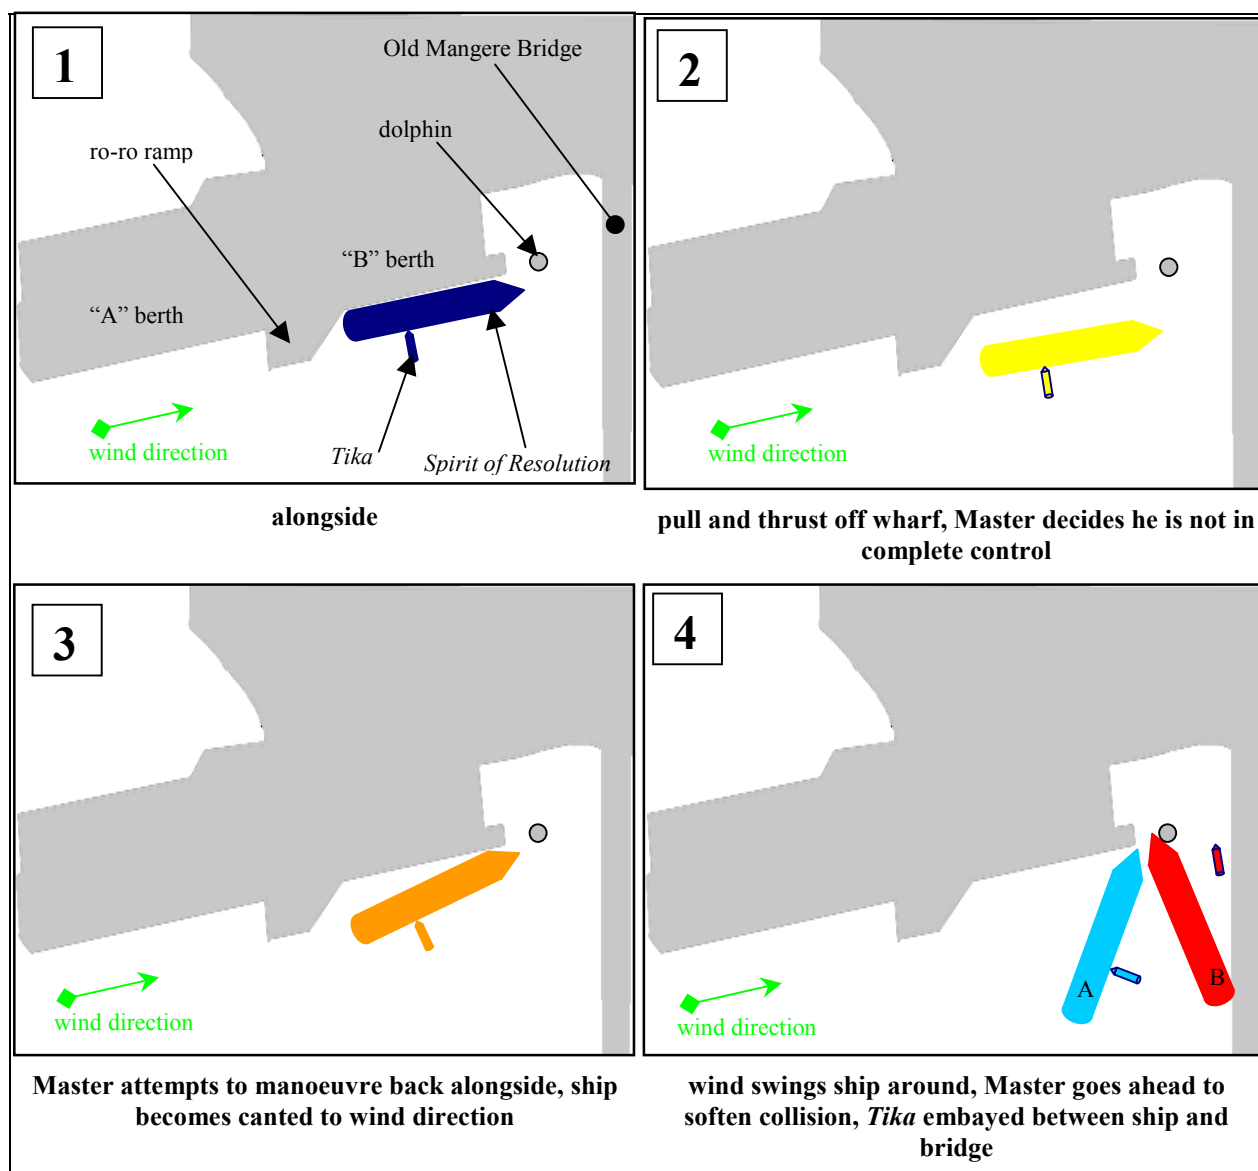 1
Old Mangere Bridge
dolphin
ro-ro ramp
“B” berth
“A” berth
wind direction
Tika
Spirit of Resolution
alongside
2
wind direction
pull and thrust off wharf, Master decides he is not in
complete control
3
wind direction
Master attempts to manoeuvre back alongside, ship
becomes canted to wind direction
4
A
B
wind direction
wind swings ship around, Master goes ahead to
soften collision, Tika embayed between ship and
bridge